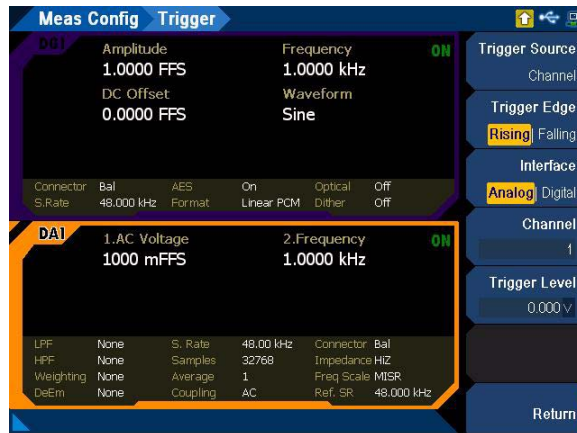 Meas Config Trigger
DG1
Amplitude Frequency ON
1.0000 FFS 1.0000 kHz
DC Offset Waveform
0.0000 FFS Sine
Connector Bal AES On Optical Off
S.Rate 48.000 kHz Format Linear PCM Dither Off
DA1
1.AC Voltage 2.Frequency ON
1000 mFFS 1.0000 kHz
LPF None S. Rate 48.00 kHz Connector Bal
HPF None Samples 32768 Impedance HiZ
Weighting None Average 1 Freq Scale MISR
DeEm None Coupling AC Ref. SR 48.000 kHz
Trigger Source
Channel
Trigger Edge
Rising| Falling
Interface
Analog| Digital
Channel
1
Trigger Level
0.000 V
Return